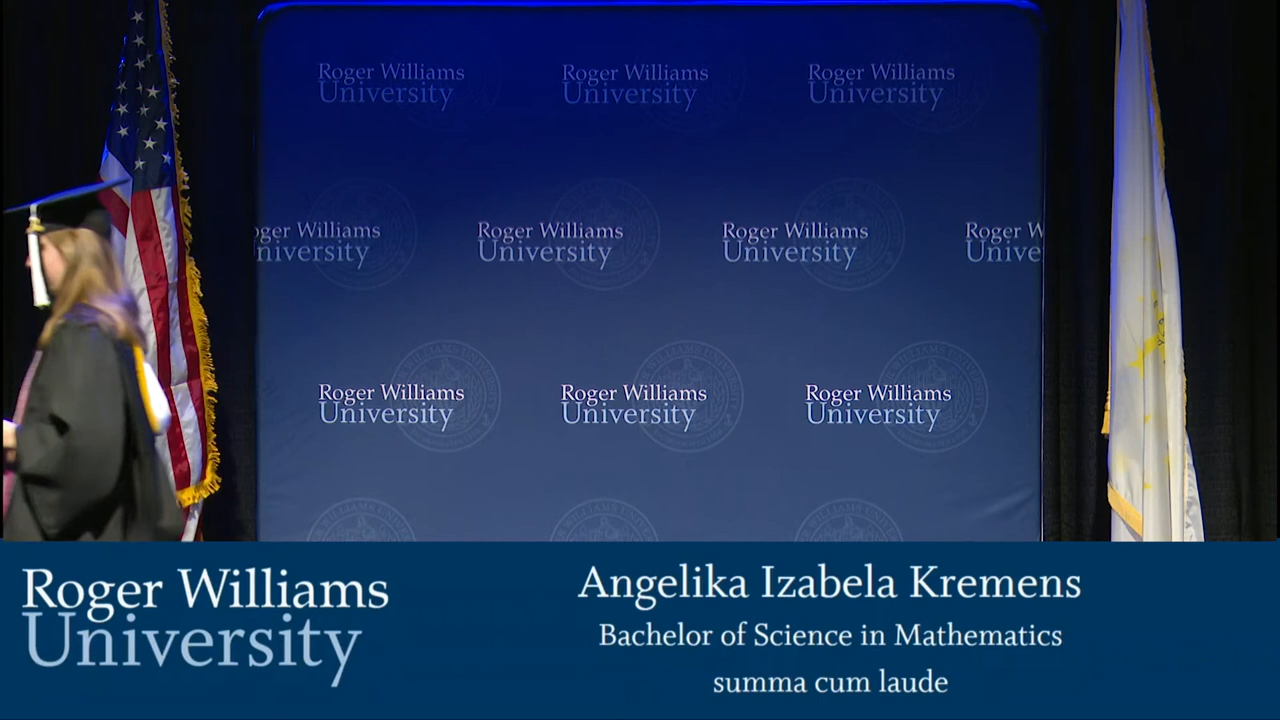 Roger Williams Roger Williams Roger Williams
University University University
Roger Williams Roger Williams Roger
University University University
Roger Williams Roger Williams Roger Williams
University University University
Roger Williams
University
Angelika Izabela Kremens
Bachelor of Science in Mathematics
summa cum laude